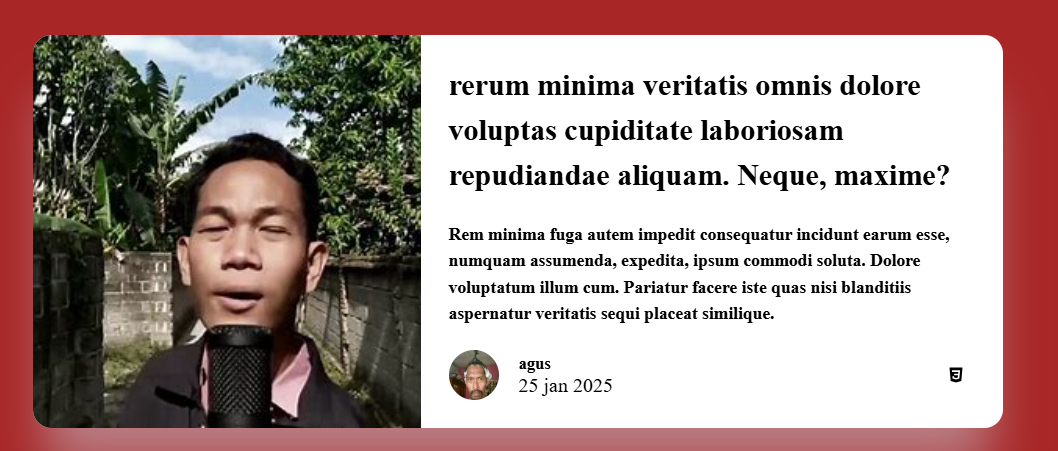 rerum minima veritatis omnis dolore
voluptas cupiditate laboriosam
repudiandae aliquam. Neque, maxime?
Rem minima fuga autem impedit consequatur incidunt earum esse,
numquam assumenda, expedita, ipsum commodi soluta. Dolore
voluptatum illum cum. Pariatur facere iste quas nisi blanditiis
aspernatur veritatis sequi placeat similique.
agus
25 jan 2025